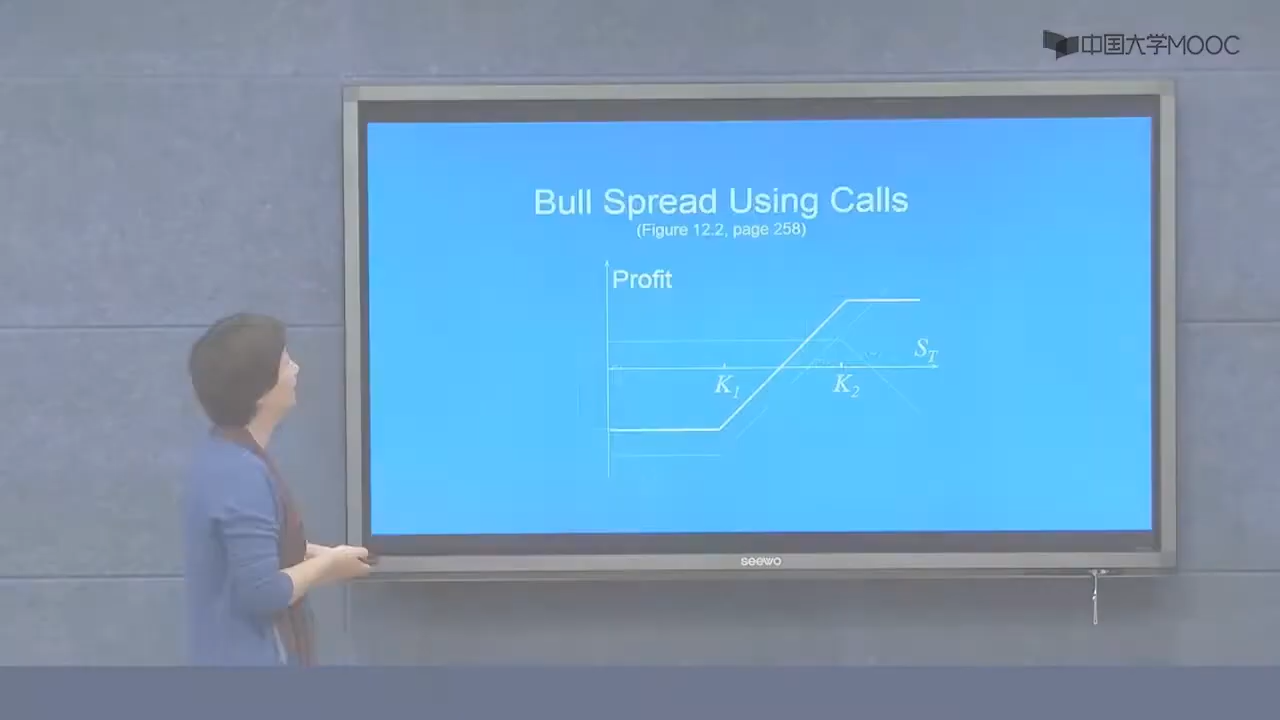 中国大学MOOC
Bull Spread Using Calls
(Figure 12.2, page 258)
Profit
S_T
K_1
K_2
seewo